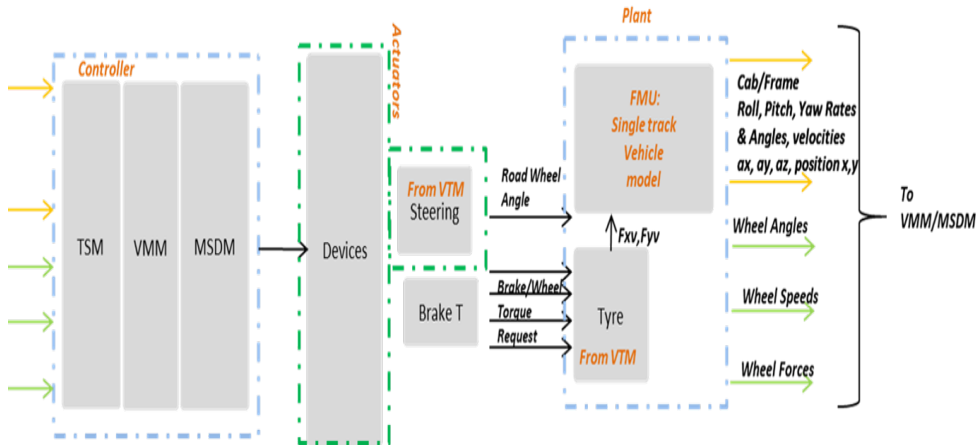 Controller
TSM
VMM
MSDM
Actuators
Devices
From VTM
Steering
Brake T
Road Wheel
Angle
Brake/Wheel
Torque
Request
Plant
FMU:
Single track
Vehicle
model
Fxv,Fyv
Tyre
From VTM
Cab/Frame
Roll, Pitch, Yaw Rates
& Angles, velocities
ax, ay, az, position x,y
Wheel Angles
Wheel Speeds
Wheel Forces
To
VMM/MSDM